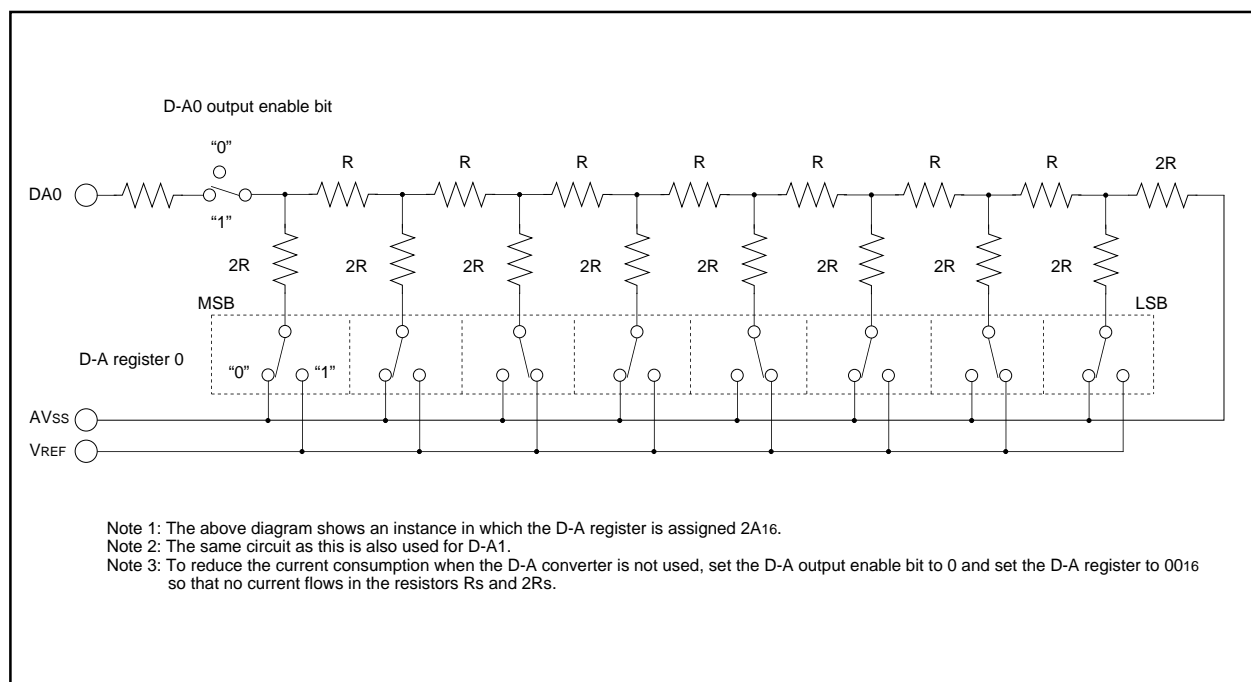 D-A0 output enable bit
“0”
R R R R R R R 2R
DA0
“1”
2R 2R 2R 2R 2R 2R 2R 2R
MSB LSB
D-A register 0
“0” “1”
AVSS
VREF
Note 1: The above diagram shows an instance in which the D-A register is assigned 2A16.
Note 2: The same circuit as this is also used for D-A1.
Note 3: To reduce the current consumption when the D-A converter is not used, set the D-A output enable bit to 0 and set the D-A register to 0016
so that no current flows in the resistors Rs and 2Rs.